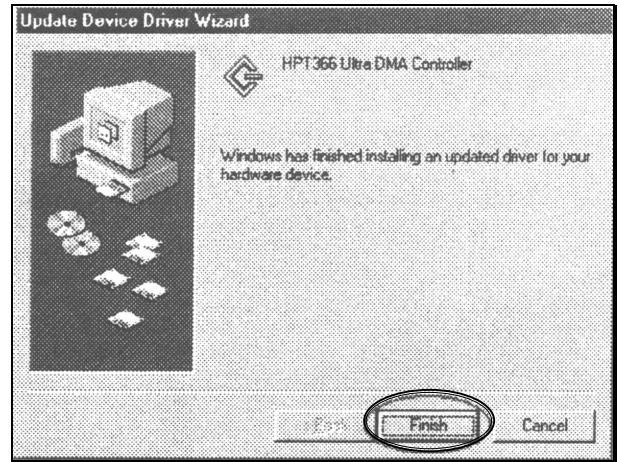 Update Device Driver Wizard
HPT366 Ultra DMA Controller
Windows has finished installing an updated driver for your
hardware device.
< Back
Finish
Cancel